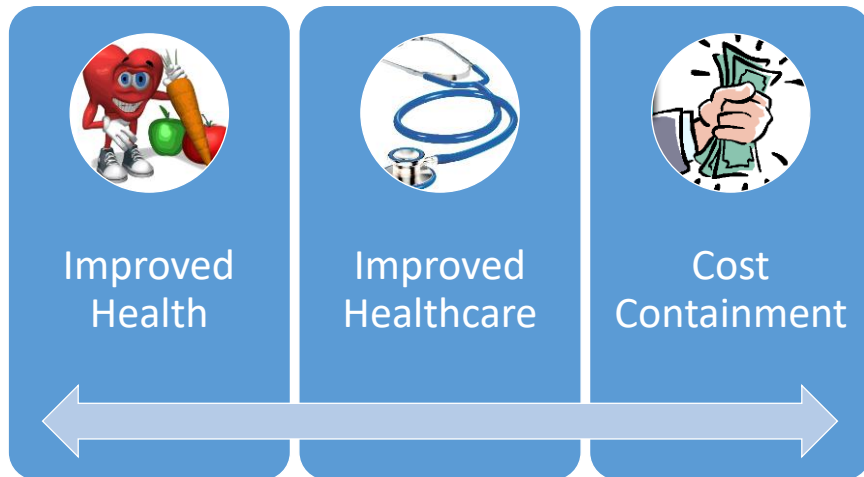 Improved
Health
Improved
Healthcare
Cost
Containment